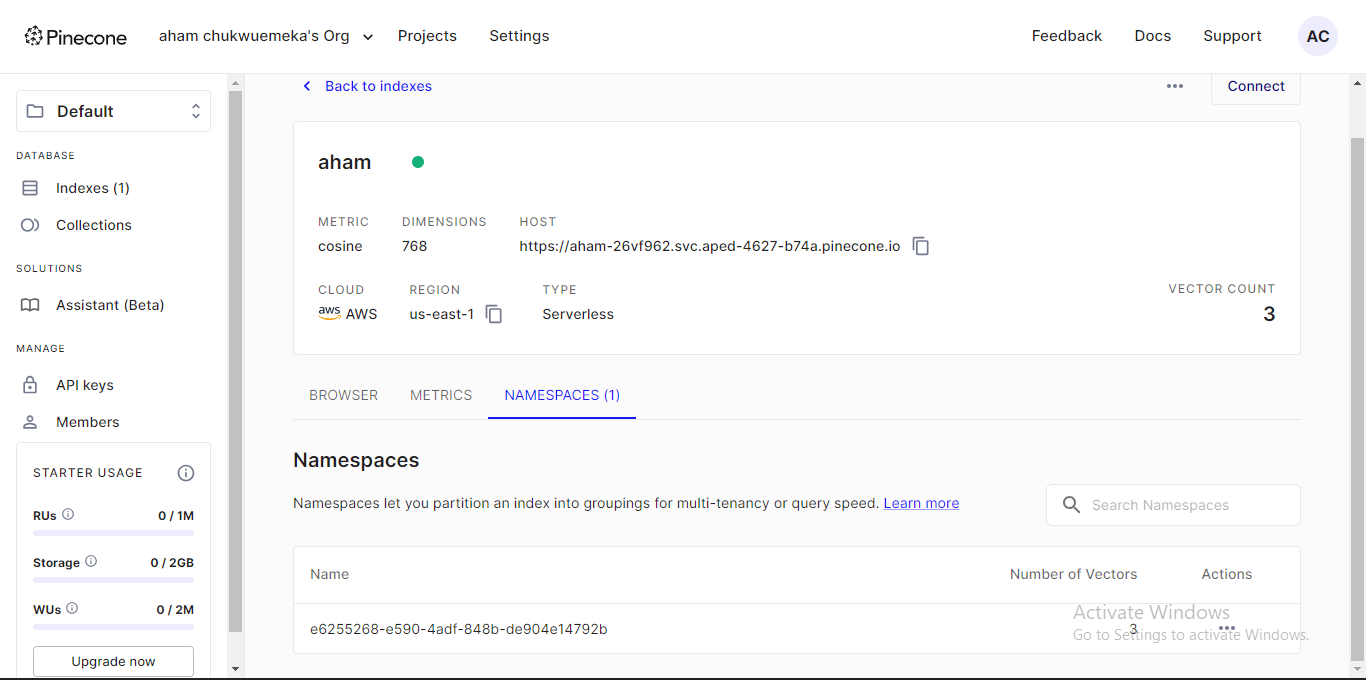 Pinecone aham chukwuemeka's Org Projects Settings Feedback Docs Support AC
Default
DATABASE
Indexes (1)
Collections
SOLUTIONS
Assistant (Beta)
MANAGE
API keys
Members
STARTER USAGE
RUs 0 / 1M
Storage 0 / 2GB
WUs 0 / 2M
Upgrade now
Back to indexes
Connect
aham
METRIC DIMENSIONS HOST
cosine 768 https://aham-26vf962.svc.aped-4627-b74a.pinecone.io
CLOUD REGION TYPE VECTOR COUNT
aws AWS us-east-1 Serverless 3
BROWSER METRICS NAMESPACES (1)
Namespaces
Namespaces let you partition an index into groupings for multi-tenancy or query speed. Learn more
Search Namespaces
Name Number of Vectors Actions
e6255268-e590-4adf-848b-de904e14792b 3
Activate Windows
Go to Settings to activate Windows.